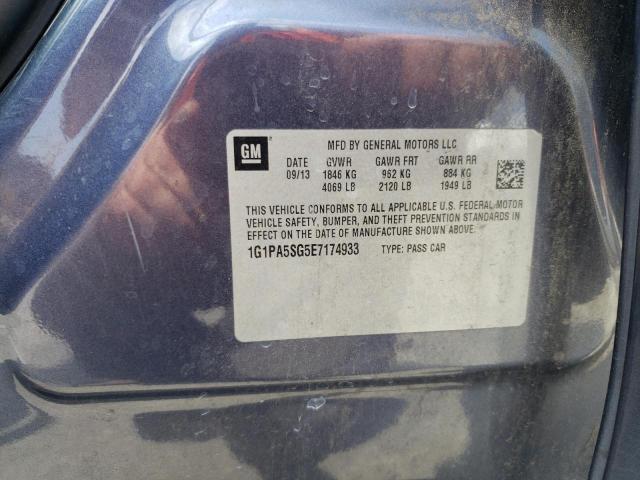 GM
MFD BY GENERAL MOTORS LLC
DATE GVWR GAWR FRT GAWR RR
09/13 1846 KG 962 KG 884 KG
4069 LB 2120 LB 1949 LB
THIS VEHICLE CONFORMS TO ALL APPLICABLE U.S. FEDERAL MOTOR
VEHICLE SAFETY, BUMPER, AND THEFT PREVENTION STANDARDS IN
EFFECT ON THE DATE OF MANUFACTURE SHOWN ABOVE.
1G1PA5SG5E7174933 TYPE: PASS CAR